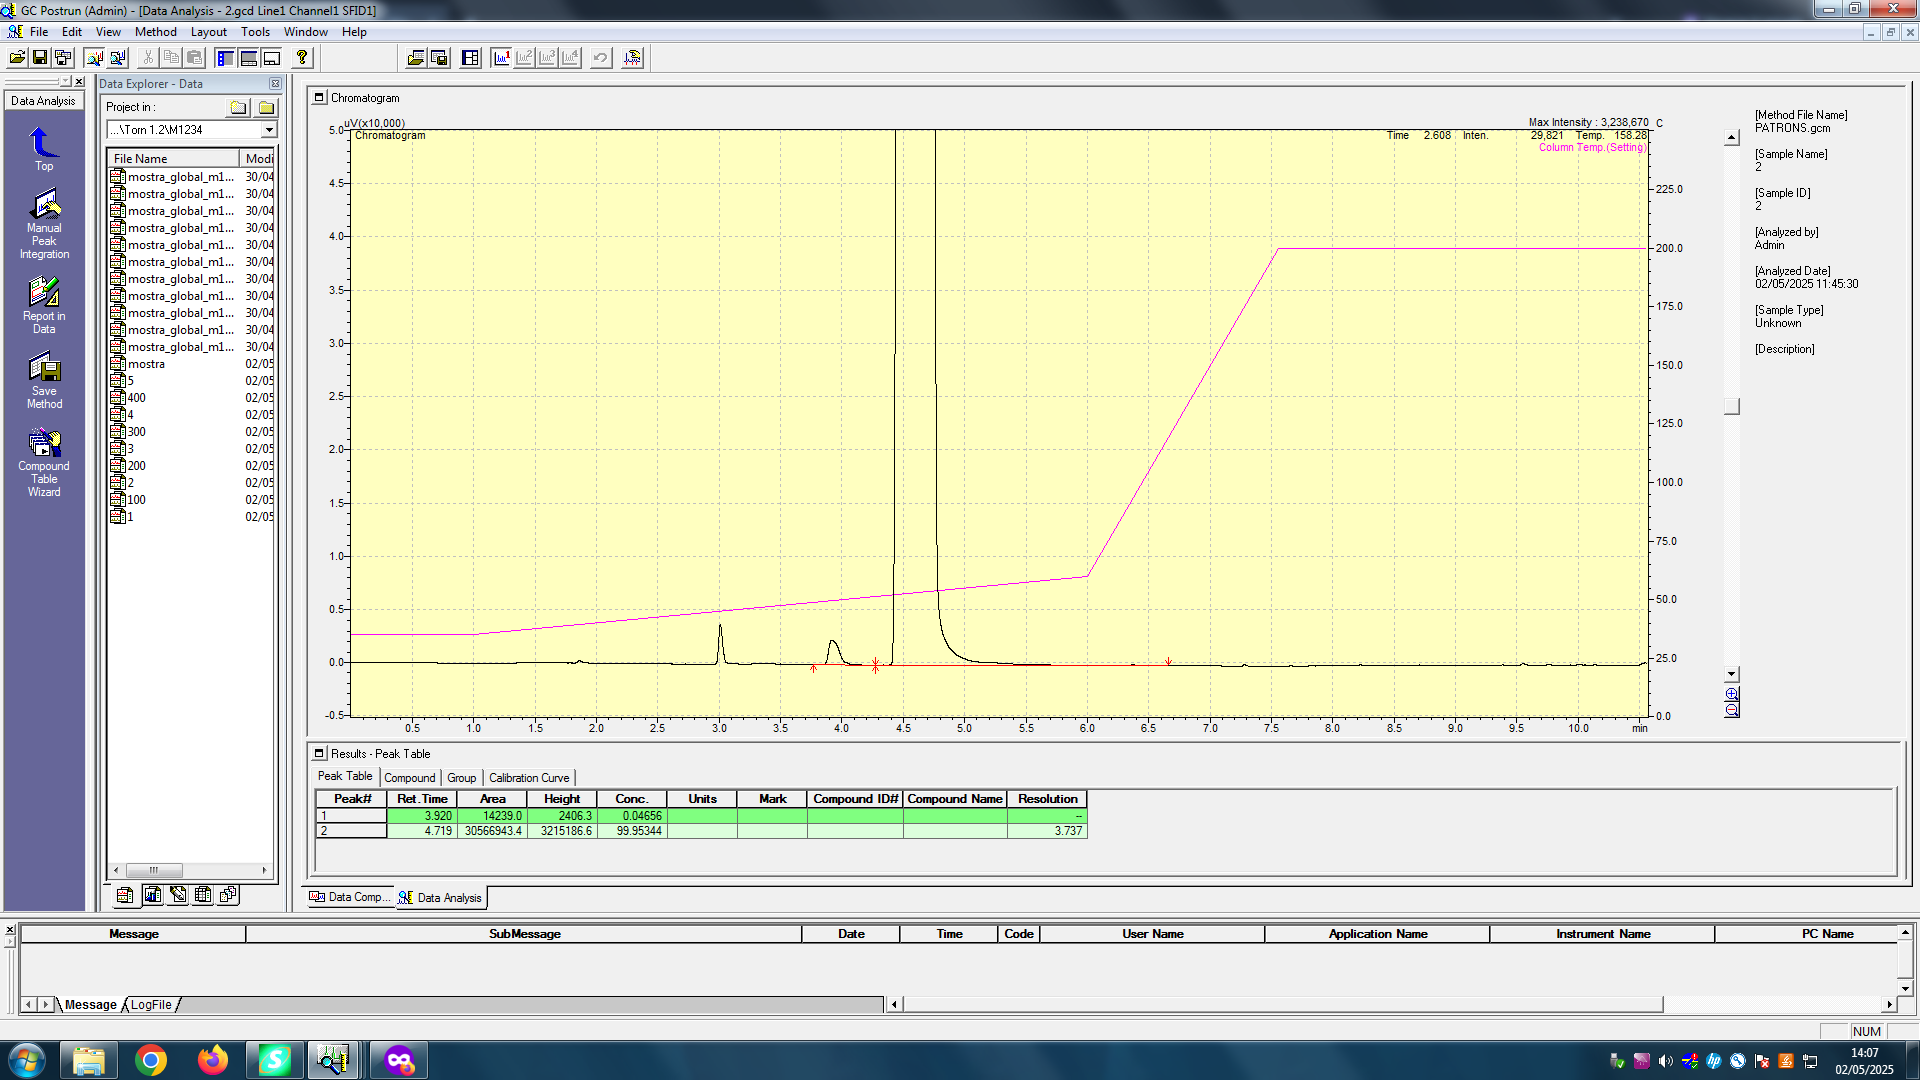 GC Postrun (Admin) - [Data Analysis - 2.gcd Line1 Channel1 SFID1]
File Edit View Method Layout Tools Window Help
Data Analysis
Top
Manual
Peak
Integration
Report in
Data
Save
Method
Compound
Table
Wizard
Data Explorer - Data
Project in :
...\Torn 1.2\M1234
File Name Modi
mostra_global_m1... 30/04
mostra_global_m1... 30/04
mostra_global_m1... 30/04
mostra_global_m1... 30/04
mostra_global_m1... 30/04
mostra_global_m1... 30/04
mostra_global_m1... 30/04
mostra_global_m1... 30/04
mostra_global_m1... 30/04
mostra_global_m1... 30/04
mostra_global_m1... 30/04
mostra 02/05
5 02/05
400 02/05
4 02/05
300 02/05
3 02/05
200 02/05
2 02/05
100 02/05
1 02/05
Chromatogram
uV(x10,000)
Chromatogram
Max Intensity : 3,238,670 C
Time 2.608 Inten. 29,821 Temp. 158.28
Column Temp.(Setting)
5.0
4.5
4.0
3.5
3.0
2.5
2.0
1.5
1.0
0.5
0.0
-0.5
225.0
200.0
175.0
150.0
125.0
100.0
75.0
50.0
25.0
0.0
0.5 1.0 1.5 2.0 2.5 3.0 3.5 4.0 4.5 5.0 5.5 6.0 6.5 7.0 7.5 8.0 8.5 9.0 9.5 10.0 min
[Method File Name]
PATRONS.gcm
[Sample Name]
2
[Sample ID]
2
[Analyzed by]
Admin
[Analyzed Date]
02/05/2025 11:45:30
[Sample Type]
Unknown
[Description]
Results - Peak Table
Peak Table Compound Group Calibration Curve
Peak# Ret.Time Area Height Conc. Units Mark Compound ID# Compound Name Resolution
1 3.920 14239.0 2406.3 0.04656 --
2 4.719 30566943.4 3215186.6 99.95344 3.737
Data Comp... Data Analysis
Message SubMessage Date Time Code User Name Application Name Instrument Name PC Name
Message LogFile
NUM
14:07
02/05/2025